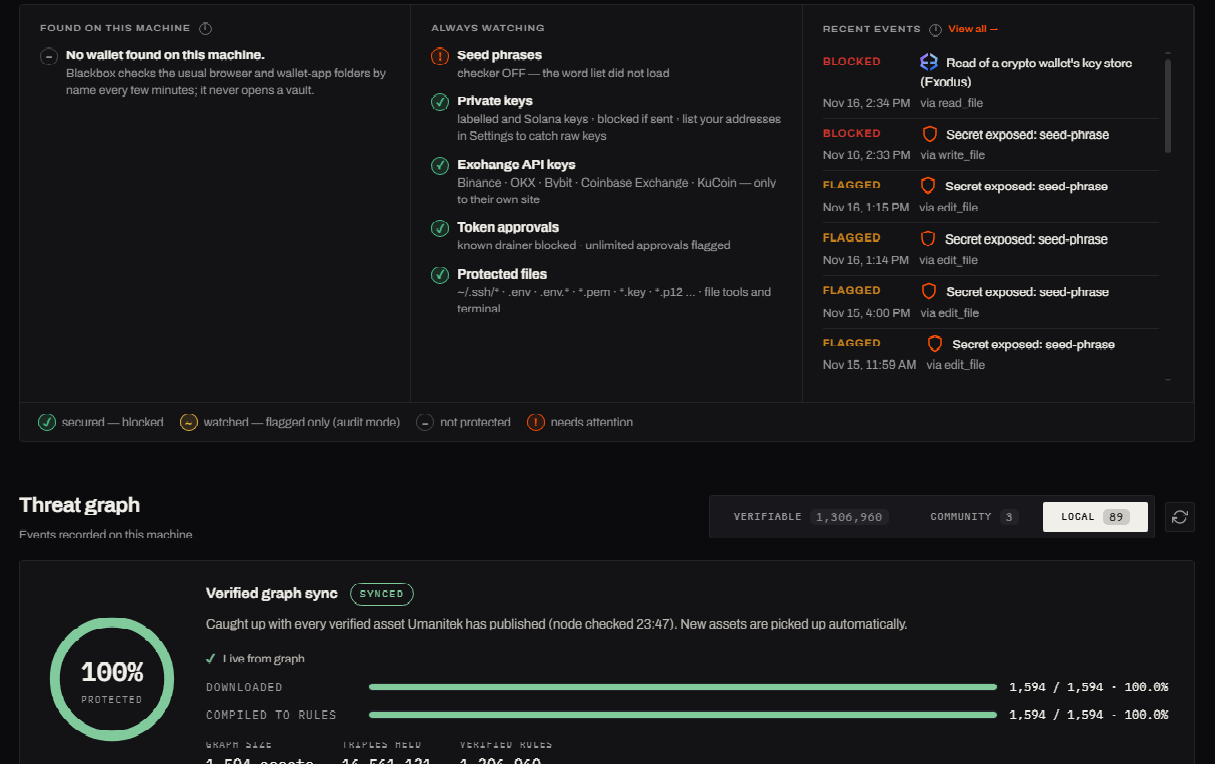 FOUND ON THIS MACHINE
No wallet found on this machine.
Blackbox checks the usual browser and wallet-app folders by
name every few minutes; it never opens a vault.
ALWAYS WATCHING
Seed phrases
checker OFF — the word list did not load
Private keys
labelled and Solana keys · blocked if sent · list your addresses
in Settings to catch raw keys
Exchange API keys
Binance · OKX · Bybit · Coinbase Exchange · KuCoin — only
to their own site
Token approvals
known drainer blocked · unlimited approvals flagged
Protected files
~/.ssh/* · .env · .env.* · *.pem · *.key · *.p12 ... · file tools and
terminal
RECENT EVENTS View all →
BLOCKED Read of a crypto wallet's key store
(Exodus)
Nov 16, 2:34 PM via read_file
BLOCKED Secret exposed: seed-phrase
Nov 16, 2:33 PM via write_file
FLAGGED Secret exposed: seed-phrase
Nov 16, 1:15 PM via edit_file
FLAGGED Secret exposed: seed-phrase
Nov 16, 1:14 PM via edit_file
FLAGGED Secret exposed: seed-phrase
Nov 15, 4:00 PM via edit_file
FLAGGED Secret exposed: seed-phrase
Nov 15, 11:59 AM via edit_file
secured — blocked watched — flagged only (audit mode) not protected needs attention
Threat graph
Events recorded on this machine
VERIFIABLE 1,306,960 COMMUNITY 3 LOCAL 89
Verified graph sync SYNCED
Caught up with every verified asset Umanitek has published (node checked 23:47). New assets are picked up automatically.
100%
PROTECTED
✓ Live from graph
DOWNLOADED 1,594 / 1,594 · 100.0%
COMPILED TO RULES 1,594 / 1,594 · 100.0%
GRAPH SIZE TRIPLES HELD VERIFIED RULES
1,594 assets 16,561,131 1,306,960